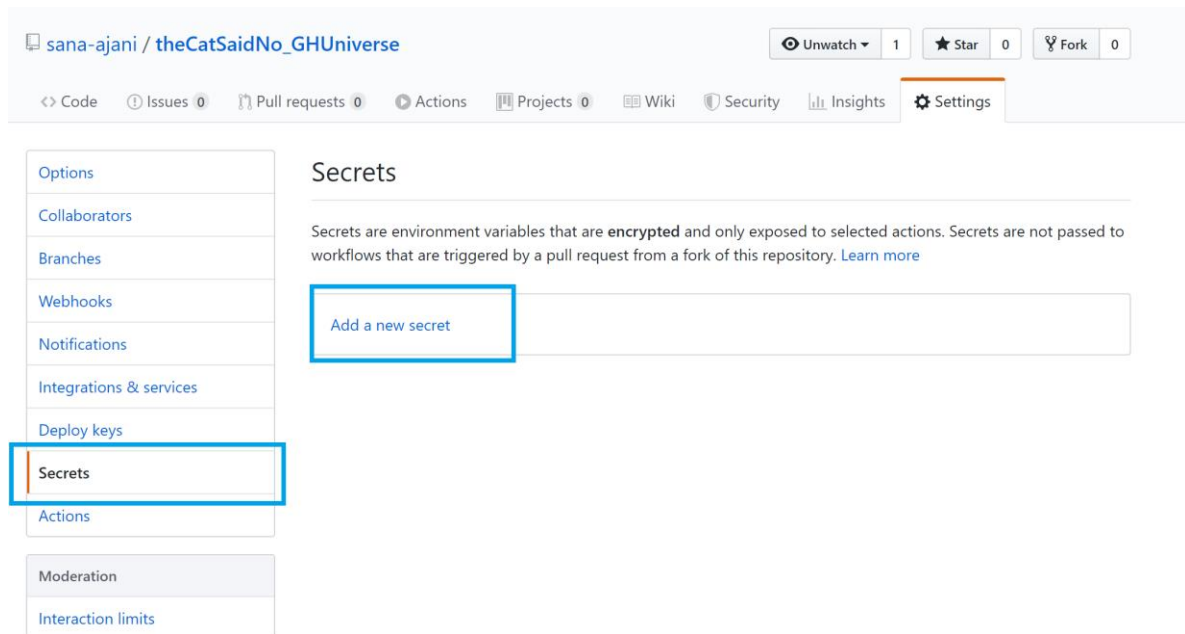 sana-ajani / theCatSaidNo_GHUniverse
Unwatch 1 Star 0 Fork 0
<> Code Issues 0 Pull requests 0 Actions Projects 0 Wiki Security Insights Settings
Options
Collaborators
Branches
Webhooks
Notifications
Integrations & services
Deploy keys
Secrets
Actions
Moderation
Interaction limits
Secrets
Secrets are environment variables that are encrypted and only exposed to selected actions. Secrets are not passed to
workflows that are triggered by a pull request from a fork of this repository. Learn more
Add a new secret